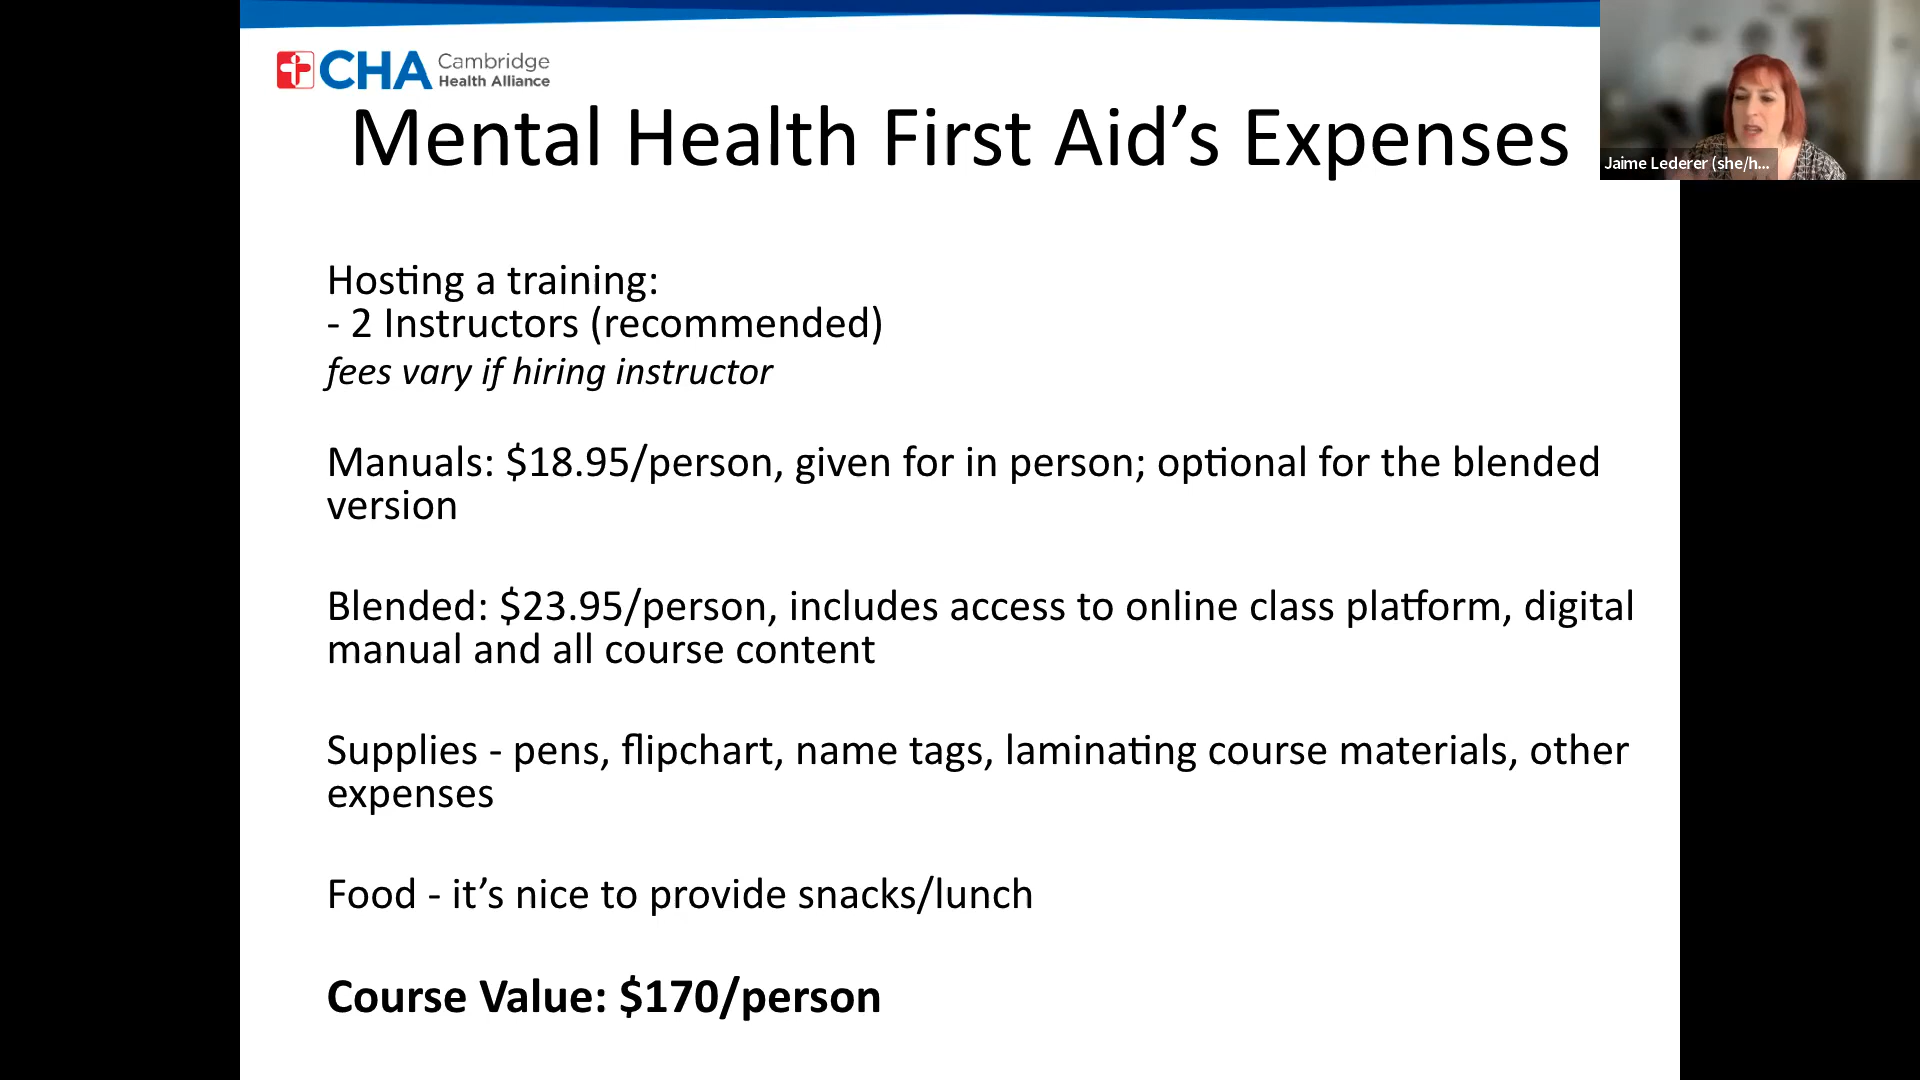 CHA Cambridge
Health Alliance
Mental Health First Aid’s Expenses
Jaime Lederer (she/h...
Hosting a training:
- 2 Instructors (recommended)
fees vary if hiring instructor
Manuals: $18.95/person, given for in person; optional for the blended
version
Blended: $23.95/person, includes access to online class platform, digital
manual and all course content
Supplies - pens, flipchart, name tags, laminating course materials, other
expenses
Food - it’s nice to provide snacks/lunch
Course Value: $170/person